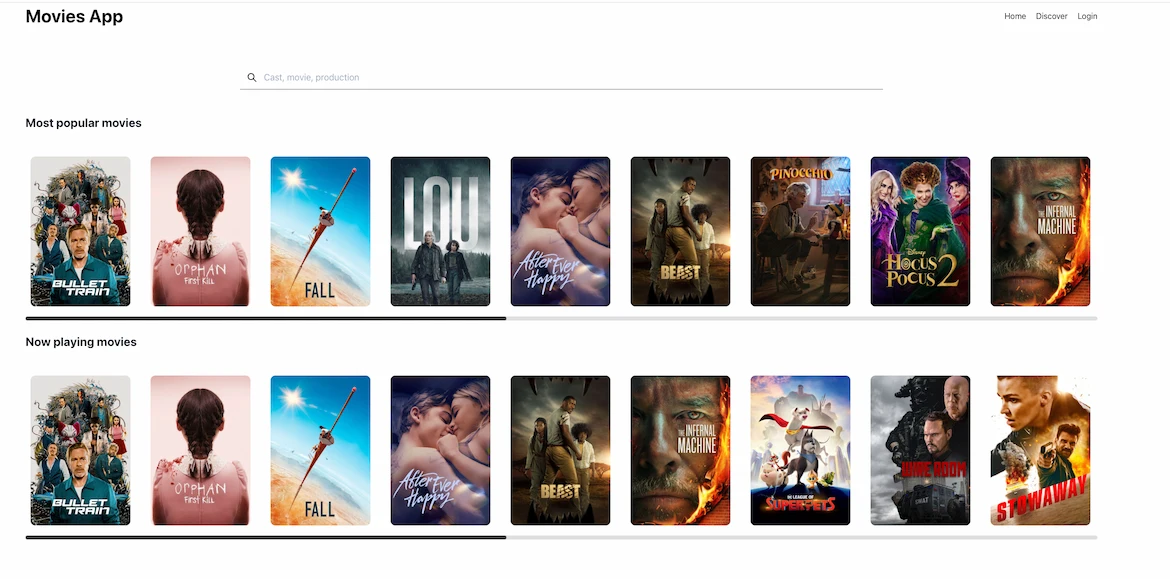 Movies App
Home Discover Login
Cast, movie, production
Most popular movies
BULLET TRAIN
ORPHAN
FIRST KILL
FALL
LOU
After Ever Happy
BEAST
PINOCCHIO
Disney
HOCUS POCUS 2
THE INFERNAL MACHINE
Now playing movies
BULLET TRAIN
ORPHAN
FIRST KILL
FALL
After Ever Happy
BEAST
THE INFERNAL MACHINE
LEAGUE OF
SUPER-PETS
WIRE ROOM
SWAT
STOWAWAY